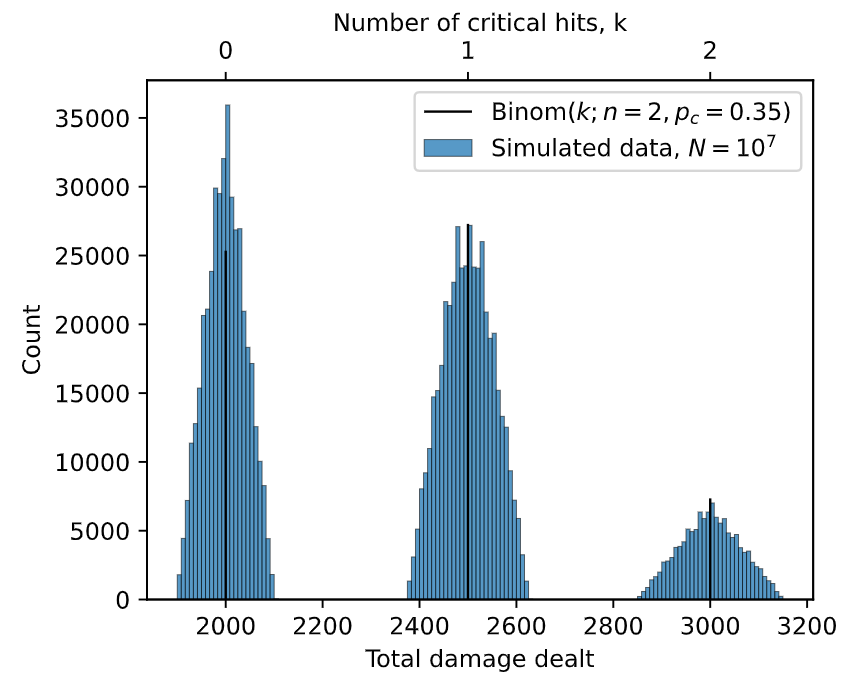 Number of critical hits, k
0 1 2
Binom(k; n = 2, p_c = 0.35)
Simulated data, N = 10^7
35000
30000
25000
20000
15000
10000
5000
0
Count
2000 2200 2400 2600 2800 3000 3200
Total damage dealt